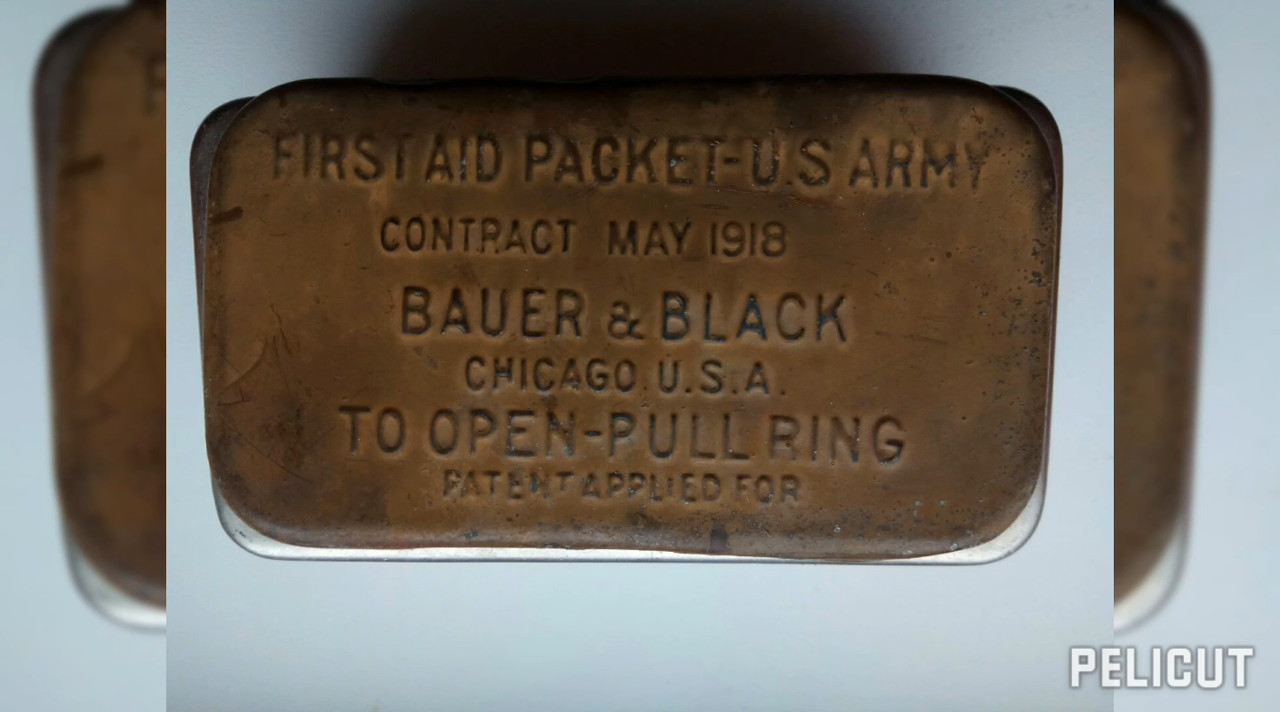 FIRST AID PACKET-U.S ARMY
CONTRACT MAY 1918
BAUER & BLACK
CHICAGO. U.S.A.
TO OPEN-PULL RING
PATENT APPLIED FOR
PELICUT